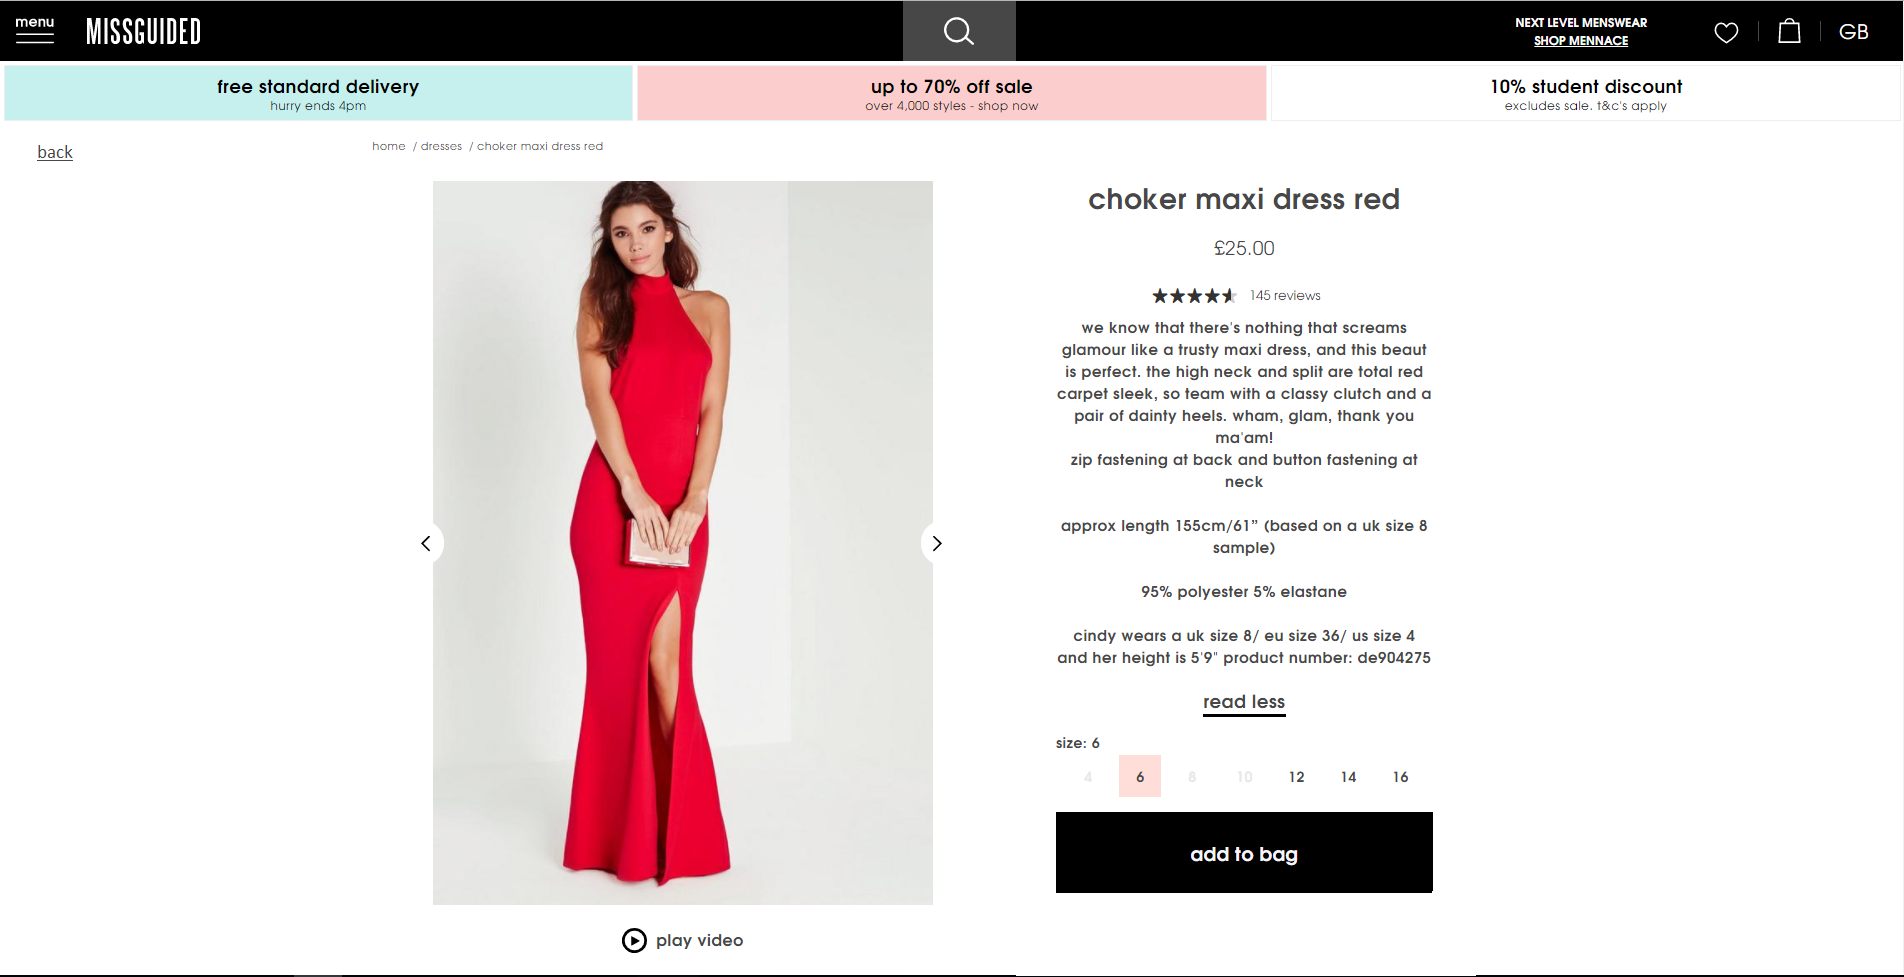 menu
MISSGUIDED
NEXT LEVEL MENSWEAR
SHOP MENNACE
GB
free standard delivery
hurry ends 4pm
up to 70% off sale
over 4,000 styles - shop now
10% student discount
excludes sale. t&c's apply
back
home / dresses / choker maxi dress red
choker maxi dress red
£25.00
145 reviews
we know that there's nothing that screams
glamour like a trusty maxi dress, and this beaut
is perfect. the high neck and split are total red
carpet sleek, so team with a classy clutch and a
pair of dainty heels. wham, glam, thank you
ma'am!
zip fastening at back and button fastening at
neck
approx length 155cm/61” (based on a uk size 8
sample)
95% polyester 5% elastane
cindy wears a uk size 8/ eu size 36/ us size 4
and her height is 5'9" product number: de904275
read less
size: 6
4 6 8 10 12 14 16
add to bag
play video